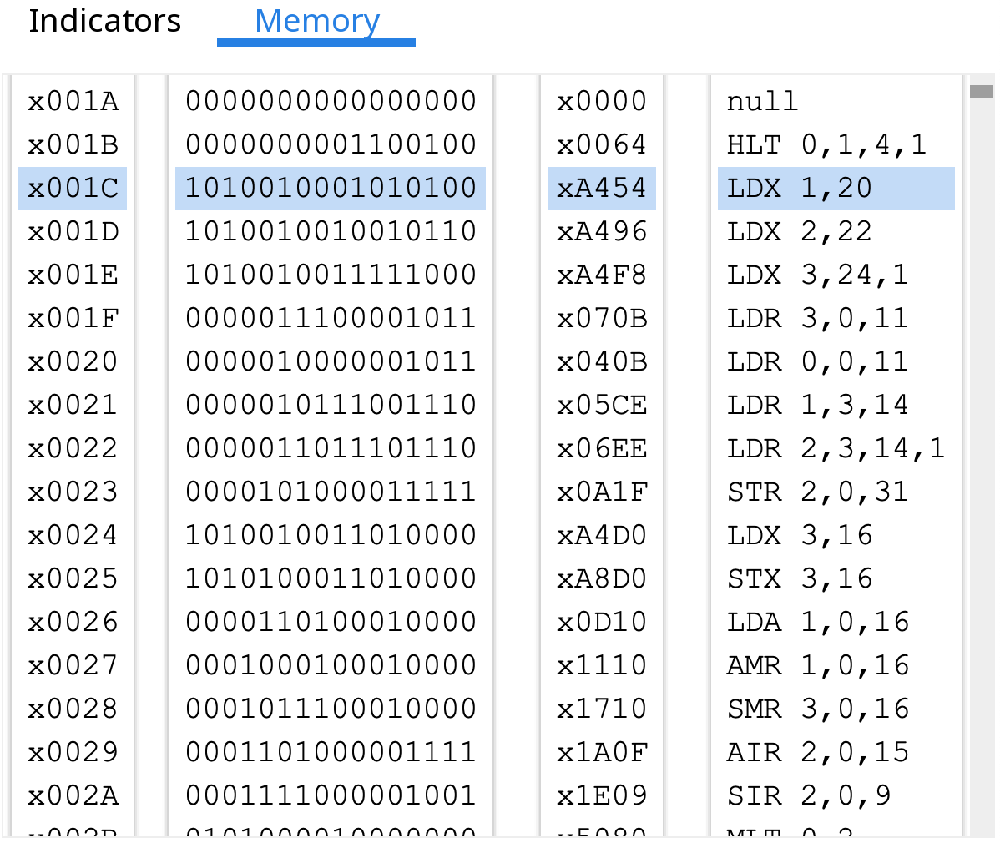 Indicators Memory
x001A 0000000000000000 x0000 null
x001B 0000000001100100 x0064 HLT 0,1,4,1
x001C 1010010001010100 xA454 LDX 1,20
x001D 1010010010010110 xA496 LDX 2,22
x001E 1010010011111000 xA4F8 LDX 3,24,1
x001F 0000011100001011 x070B LDR 3,0,11
x0020 0000010000001011 x040B LDR 0,0,11
x0021 0000010111001110 x05CE LDR 1,3,14
x0022 0000011011101110 x06EE LDR 2,3,14,1
x0023 0000101000011111 x0A1F STR 2,0,31
x0024 1010010011010000 xA4D0 LDX 3,16
x0025 1010100011010000 xA8D0 STX 3,16
x0026 0000110100010000 x0D10 LDA 1,0,16
x0027 0001000100010000 x1110 AMR 1,0,16
x0028 0001011100010000 x1710 SMR 3,0,16
x0029 0001101000001111 x1A0F AIR 2,0,15
x002A 0001111000001001 x1E09 SIR 2,0,9
x002B 0101000010000000 x5080 MLT 0,2